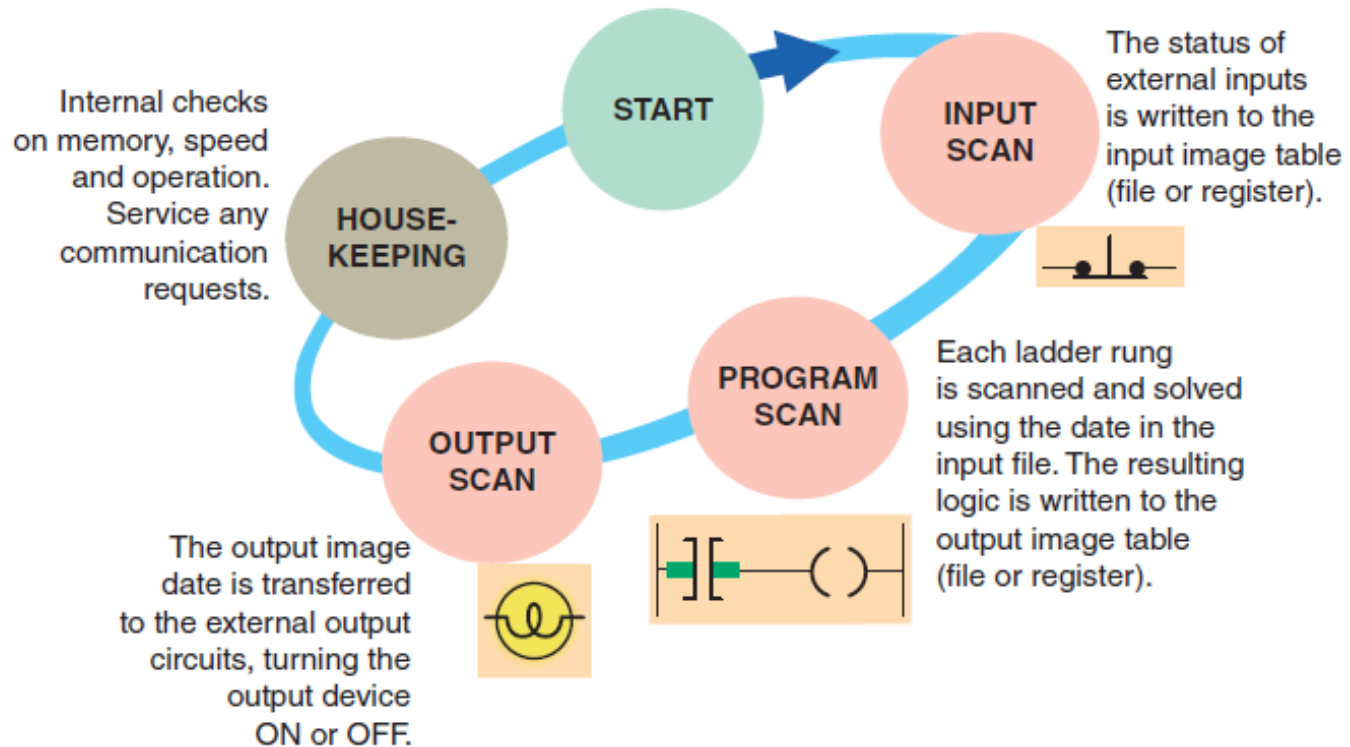 START
INPUT
SCAN
The status of
external inputs
is written to the
input image table
(file or register).
PROGRAM
SCAN
Each ladder rung
is scanned and solved
using the date in the
input file. The resulting
logic is written to the
output image table
(file or register).
OUTPUT
SCAN
The output image
date is transferred
to the external output
circuits, turning the
output device
ON or OFF.
HOUSE-
KEEPING
Internal checks
on memory, speed
and operation.
Service any
communication
requests.